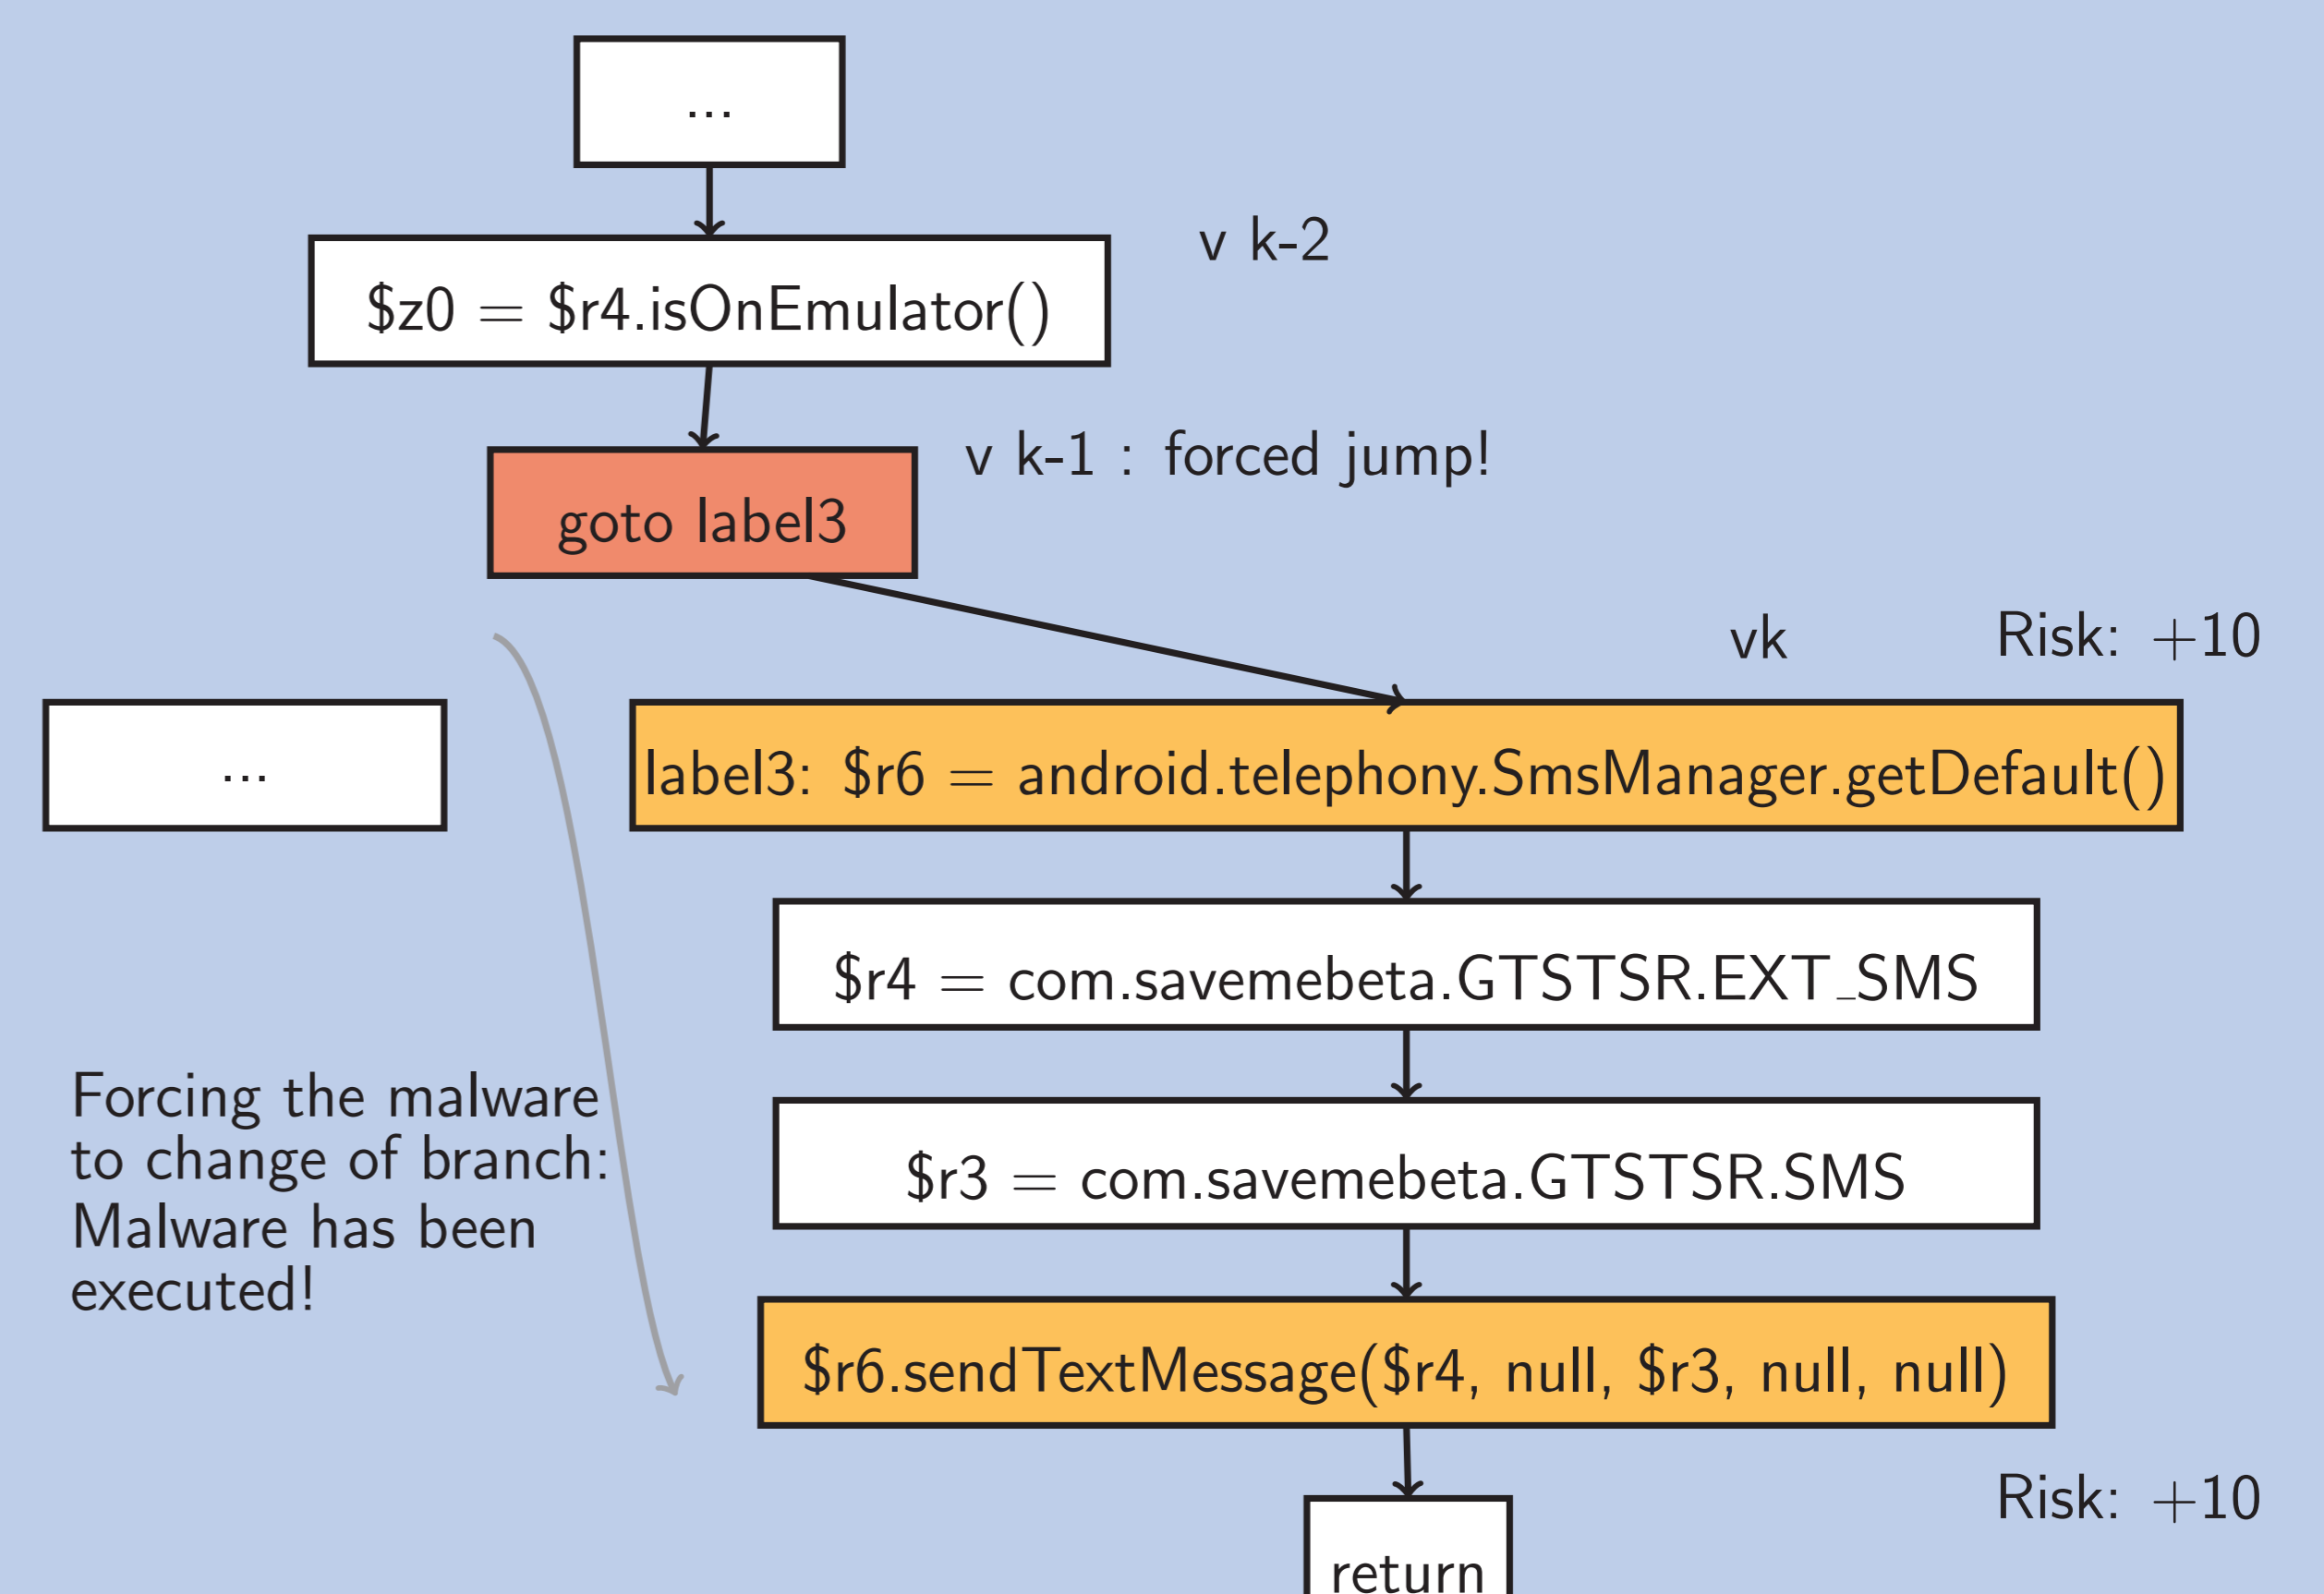 ...
v k-2
$z0 = $r4.isOnEmulator()
v k-1 : forced jump!
goto label3
vk
Risk: +10
...
label3: $r6 = android.telephony.SmsManager.getDefault()
$r4 = com.savemebeta.GTSTSR.EXT_SMS
Forcing the malware
to change of branch:
Malware has been
executed!
$r3 = com.savemebeta.GTSTSR.SMS
$r6.sendTextMessage($r4, null, $r3, null, null)
Risk: +10
return